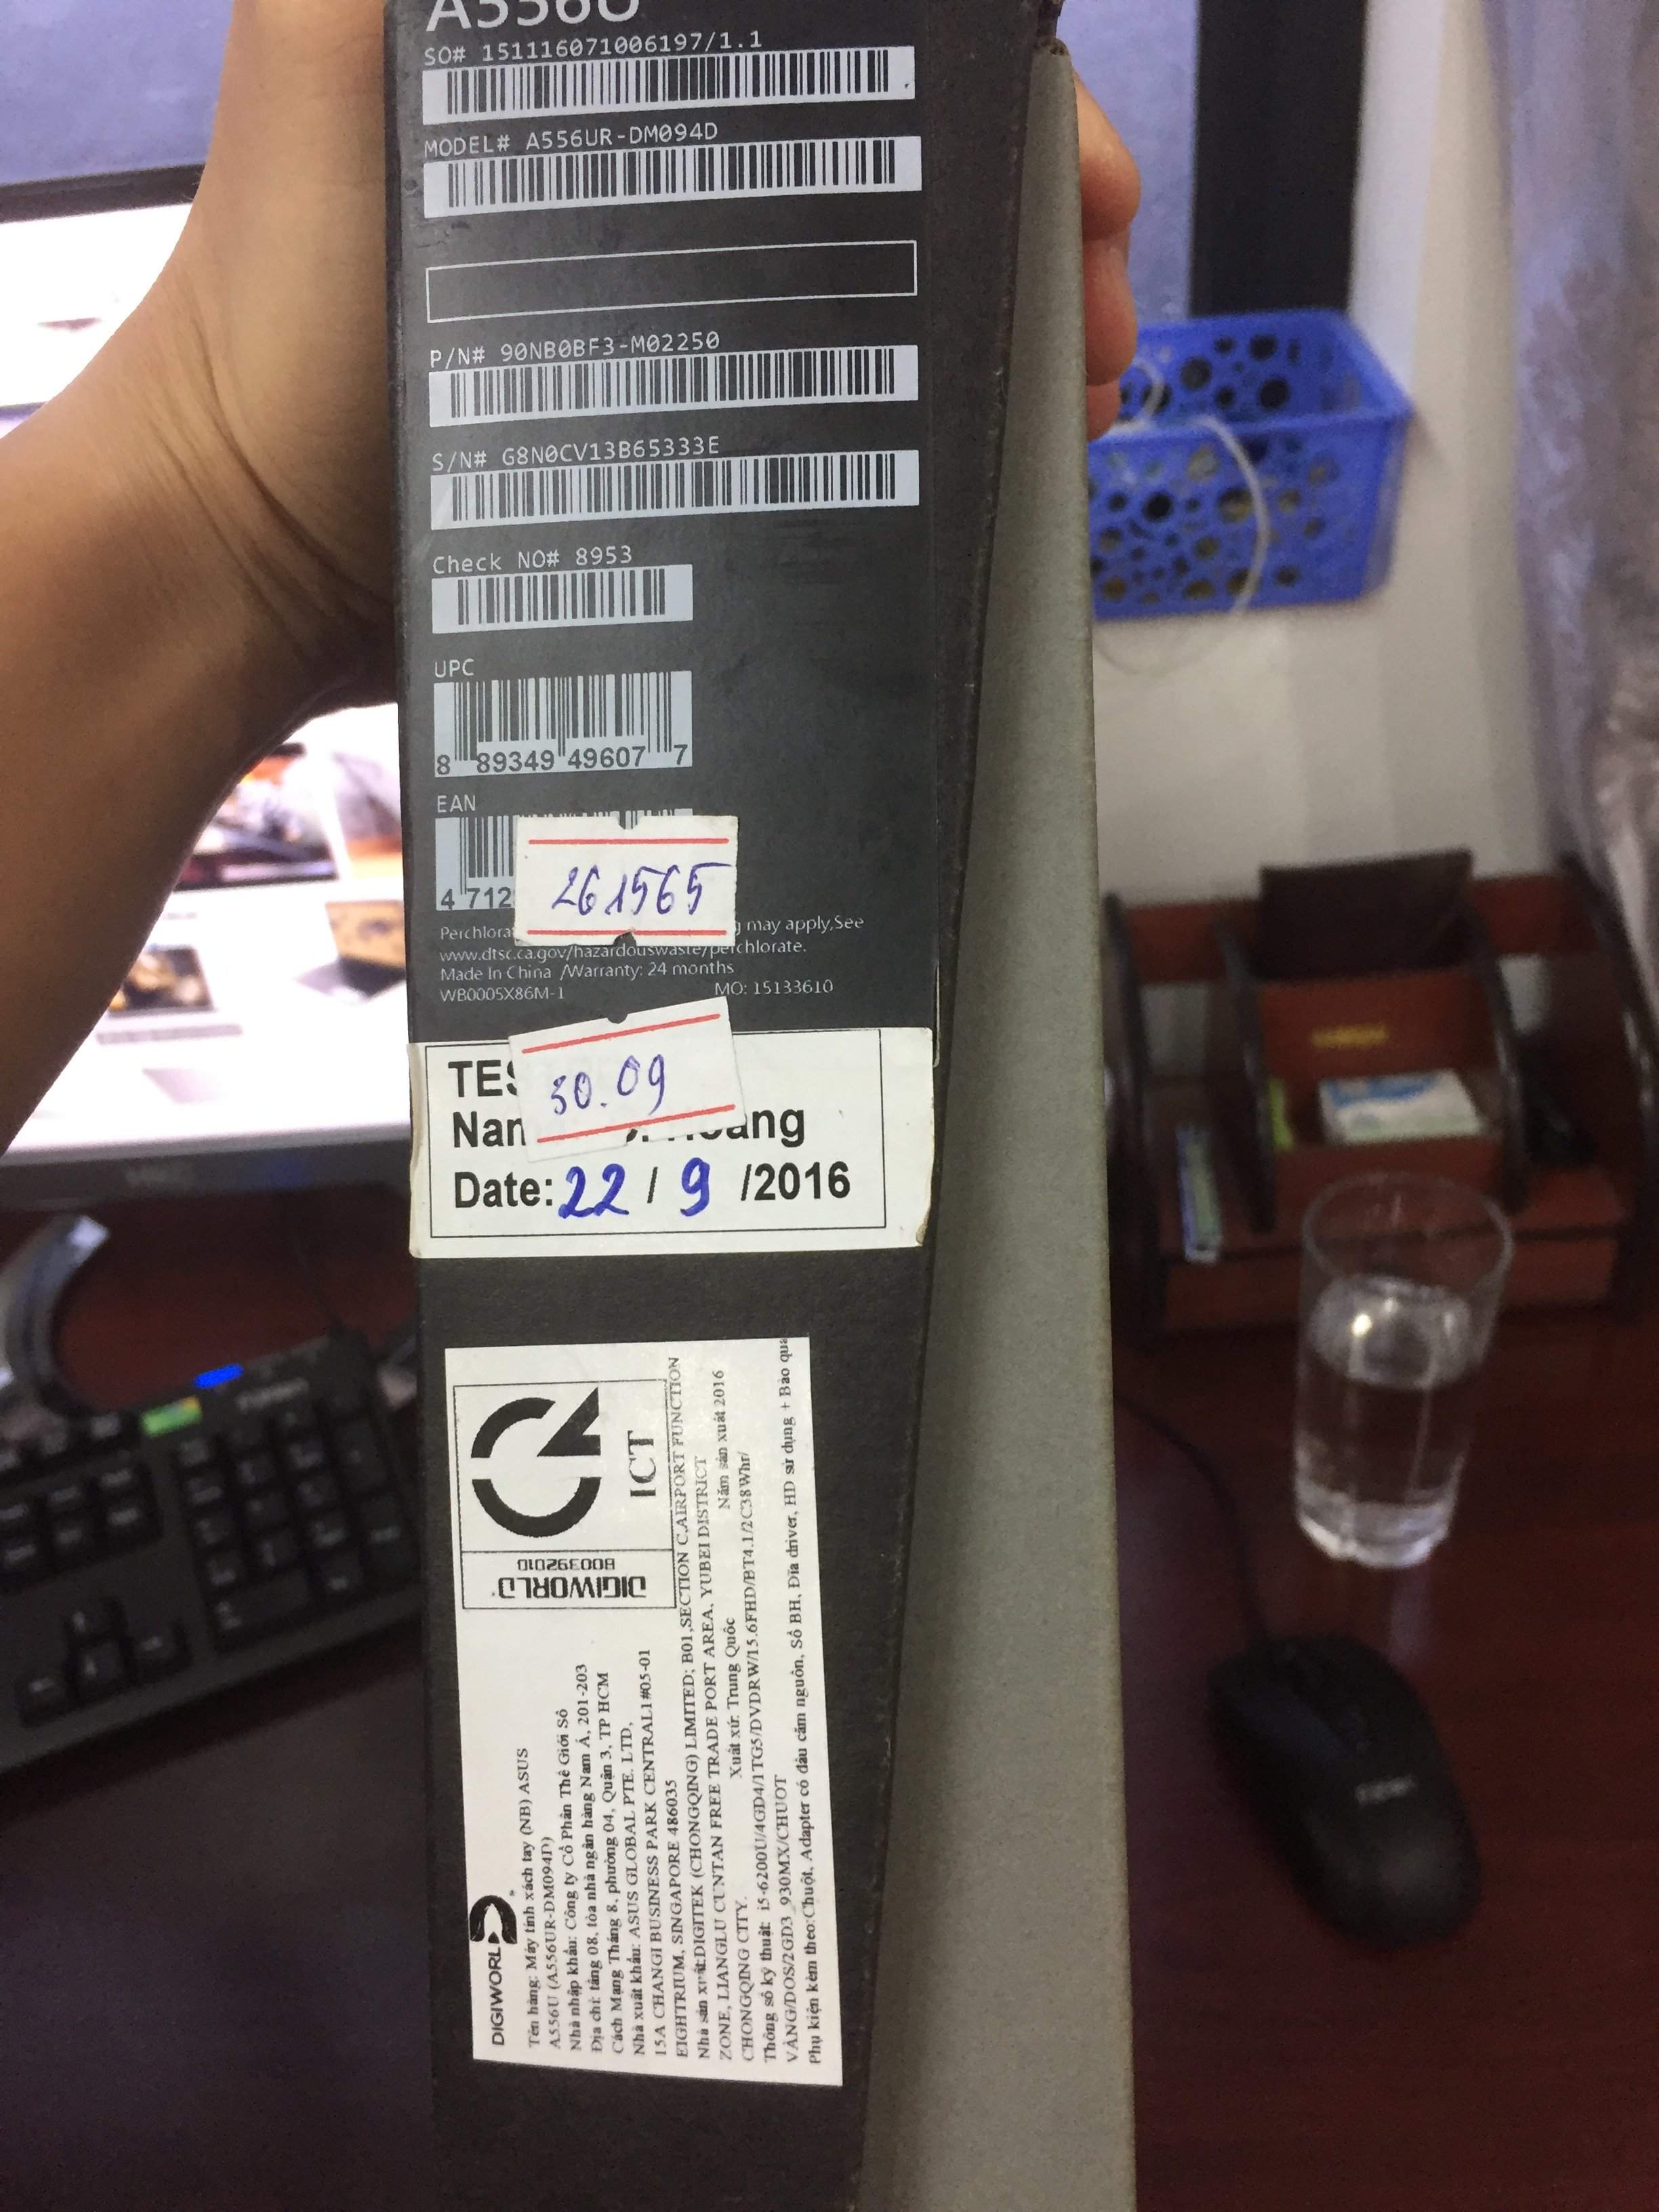 A556U
SO# 151116071006197/1.1
MODEL# A556UR-DM094D
P/N# 90NB0BF3-M02250
S/N# G8N0CV13B65333E
Check NO# 8953
UPC
8 89349 49607 7
EAN
4 712
261565
may apply,See
www.dtsc.ca.gov/hazardouswaste/perchlorate.
Made In China /Warranty: 24 months
WB0005X86M-1 MO: 15133610
30.09
Date: 22 / 9 /2016
ICT
DIGIWORLD
B00392010
DIGIWORLD
Tên hàng: Máy tính xách tay (NB) ASUS
A556U (A556UR-DM094D)
Nhà nhập khẩu: Công ty Cổ Phần Thế Giới Số
Địa chỉ: tầng 08, tòa nhà ngân hàng Nam Á, 201-203
Cách Mạng Tháng 8, phường 04, Quận 3, TP HCM
Nhà xuất khẩu: ASUS GLOBAL PTE. LTD,
15A CHANGI BUSINESS PARK CENTRAL1#05-01
EIGHTRIUM, SINGAPORE 486035
Nhà sản xuất:DIGITEK (CHONGQING) LIMITED; B01,SECTION C,AIRPORT FUNCTION
ZONE, LIANGLU CUNTAN FREE TRADE PORT AREA, YUBEI DISTRICT
CHONGQING CITY. Xuất xứ: Trung Quốc Năm sản xuất 2016
Thông số kỹ thuật: i5-6200U/4GD4/1TG5/DVDRW/15.6FHD/BT4.1/2C38Whr/
VÀNG/DOS/2GD3_930MX/CHUOT
Phụ kiện kèm theo:Chuột, Adapter có đầu cắm nguồn, Sổ BH, Đĩa driver, HD sử dụng + Bao